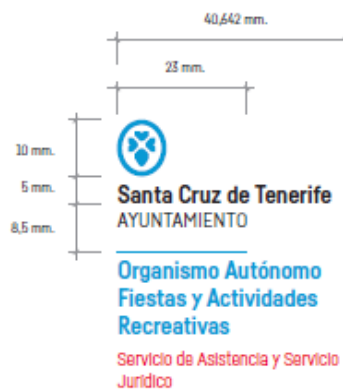 40,642 mm.
23 mm.
10 mm.
5 mm.
8,5 mm.
Santa Cruz de Tenerife
AYUNTAMIENTO
Organismo Autónomo
Fiestas y Actividades
Recreativas
Servicio de Asistencia y Servicio
Jurídico